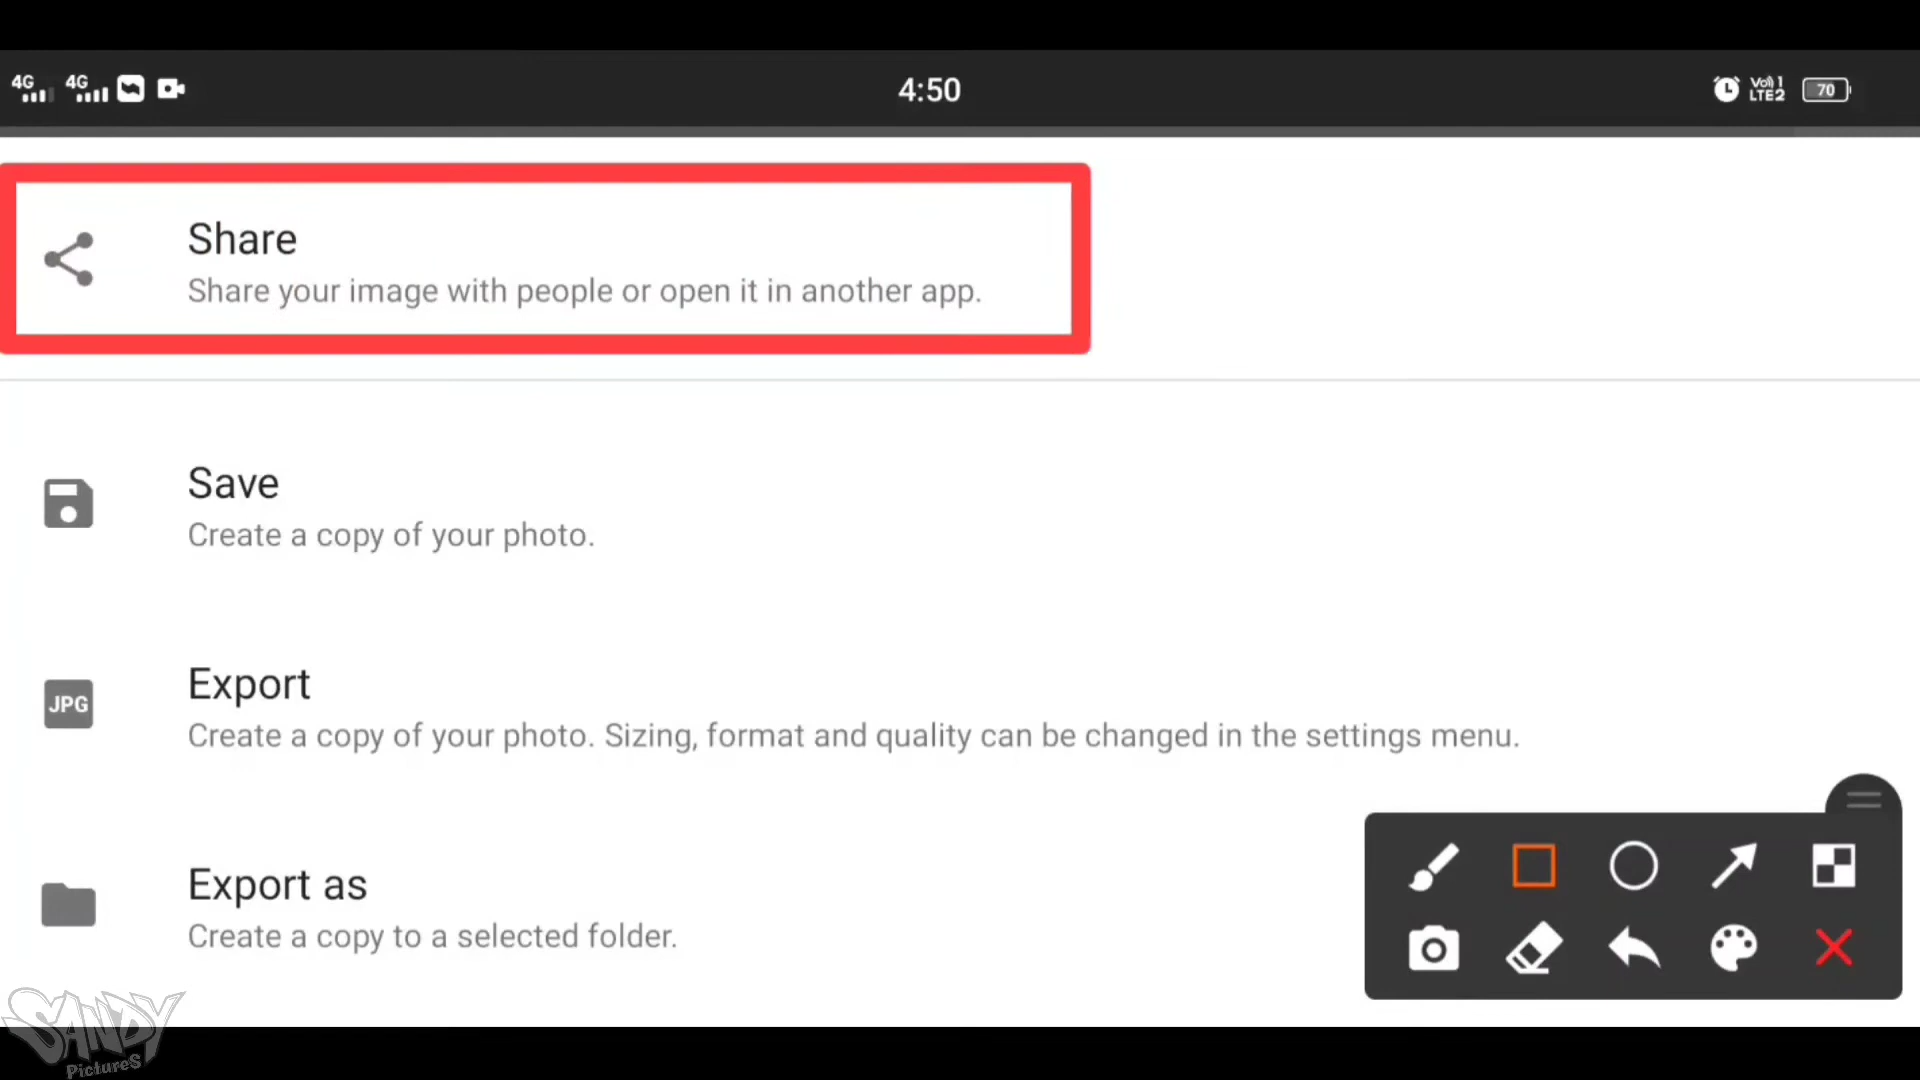 4G 4G 4:50 Vo) 1 LTE2 70
Share
Share your image with people or open it in another app.
Save
Create a copy of your photo.
JPG
Export
Create a copy of your photo. Sizing, format and quality can be changed in the settings menu.
Export as
Create a copy to a selected folder.
SANDY
PictureS